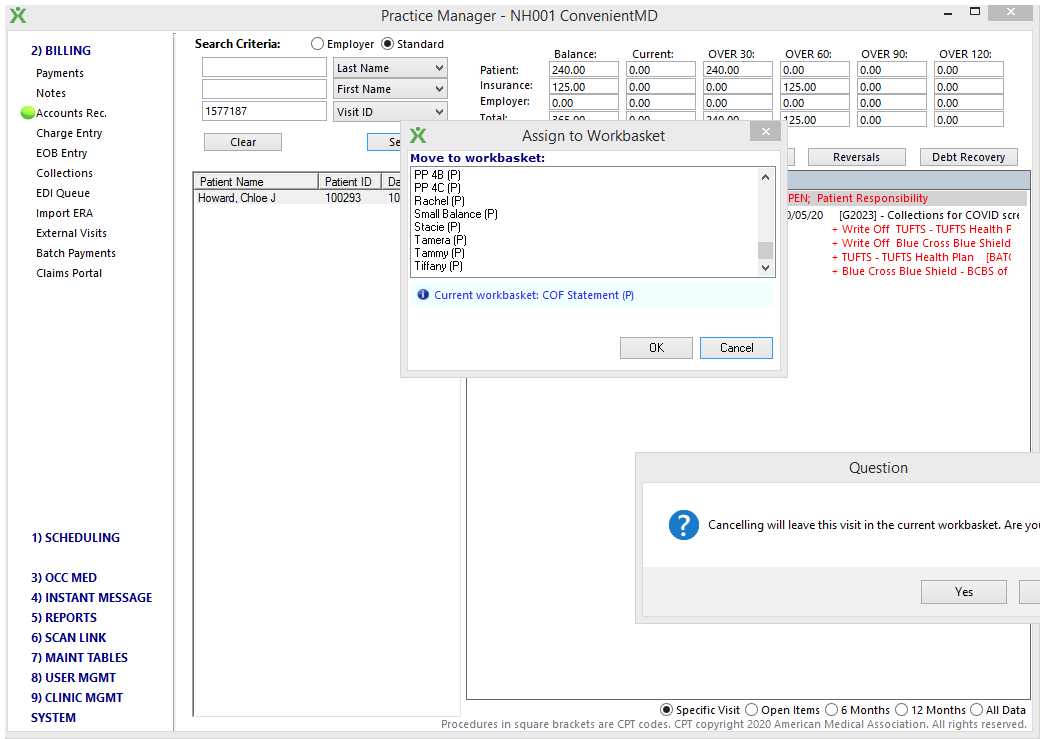 Practice Manager - NH001 ConvenientMD
2) BILLING
Payments
Notes
Accounts Rec.
Charge Entry
EOB Entry
Collections
EDI Queue
Import ERA
External Visits
Batch Payments
Claims Portal
1) SCHEDULING
3) OCC MED
4) INSTANT MESSAGE
5) REPORTS
6) SCAN LINK
7) MAINT TABLES
8) USER MGMT
9) CLINIC MGMT
SYSTEM
Search Criteria: Employer Standard
Last Name
First Name
1577187 Visit ID
Clear Se
Balance: Current: OVER 30: OVER 60: OVER 90: OVER 120:
Patient: 240.00 0.00 240.00 0.00 0.00 0.00
Insurance: 125.00 0.00 0.00 125.00 0.00 0.00
Employer: 0.00 0.00 0.00 0.00 0.00 0.00
Total: 365.00 0.00 240.00 125.00 0.00 0.00
Reversals Debt Recovery
Patient Name Patient ID Da
Howard, Chloe J 100293 10
PEN; Patient Responsibility
0/05/20 [G2023] - Collections for COVID scre
+ Write Off TUFTS - TUFTS Health P
+ Write Off Blue Cross Blue Shield
+ TUFTS - TUFTS Health Plan [BATC
+ Blue Cross Blue Shield - BCBS of
Assign to Workbasket
Move to workbasket:
PP 4B (P)
PP 4C (P)
Rachel (P)
Small Balance (P)
Stacie (P)
Tamera (P)
Tammy (P)
Tiffany (P)
Current workbasket: COF Statement (P)
OK Cancel
Question
Cancelling will leave this visit in the current workbasket. Are you
Yes
Specific Visit Open Items 6 Months 12 Months All Data
Procedures in square brackets are CPT codes. CPT copyright 2020 American Medical Association. All rights reserved.